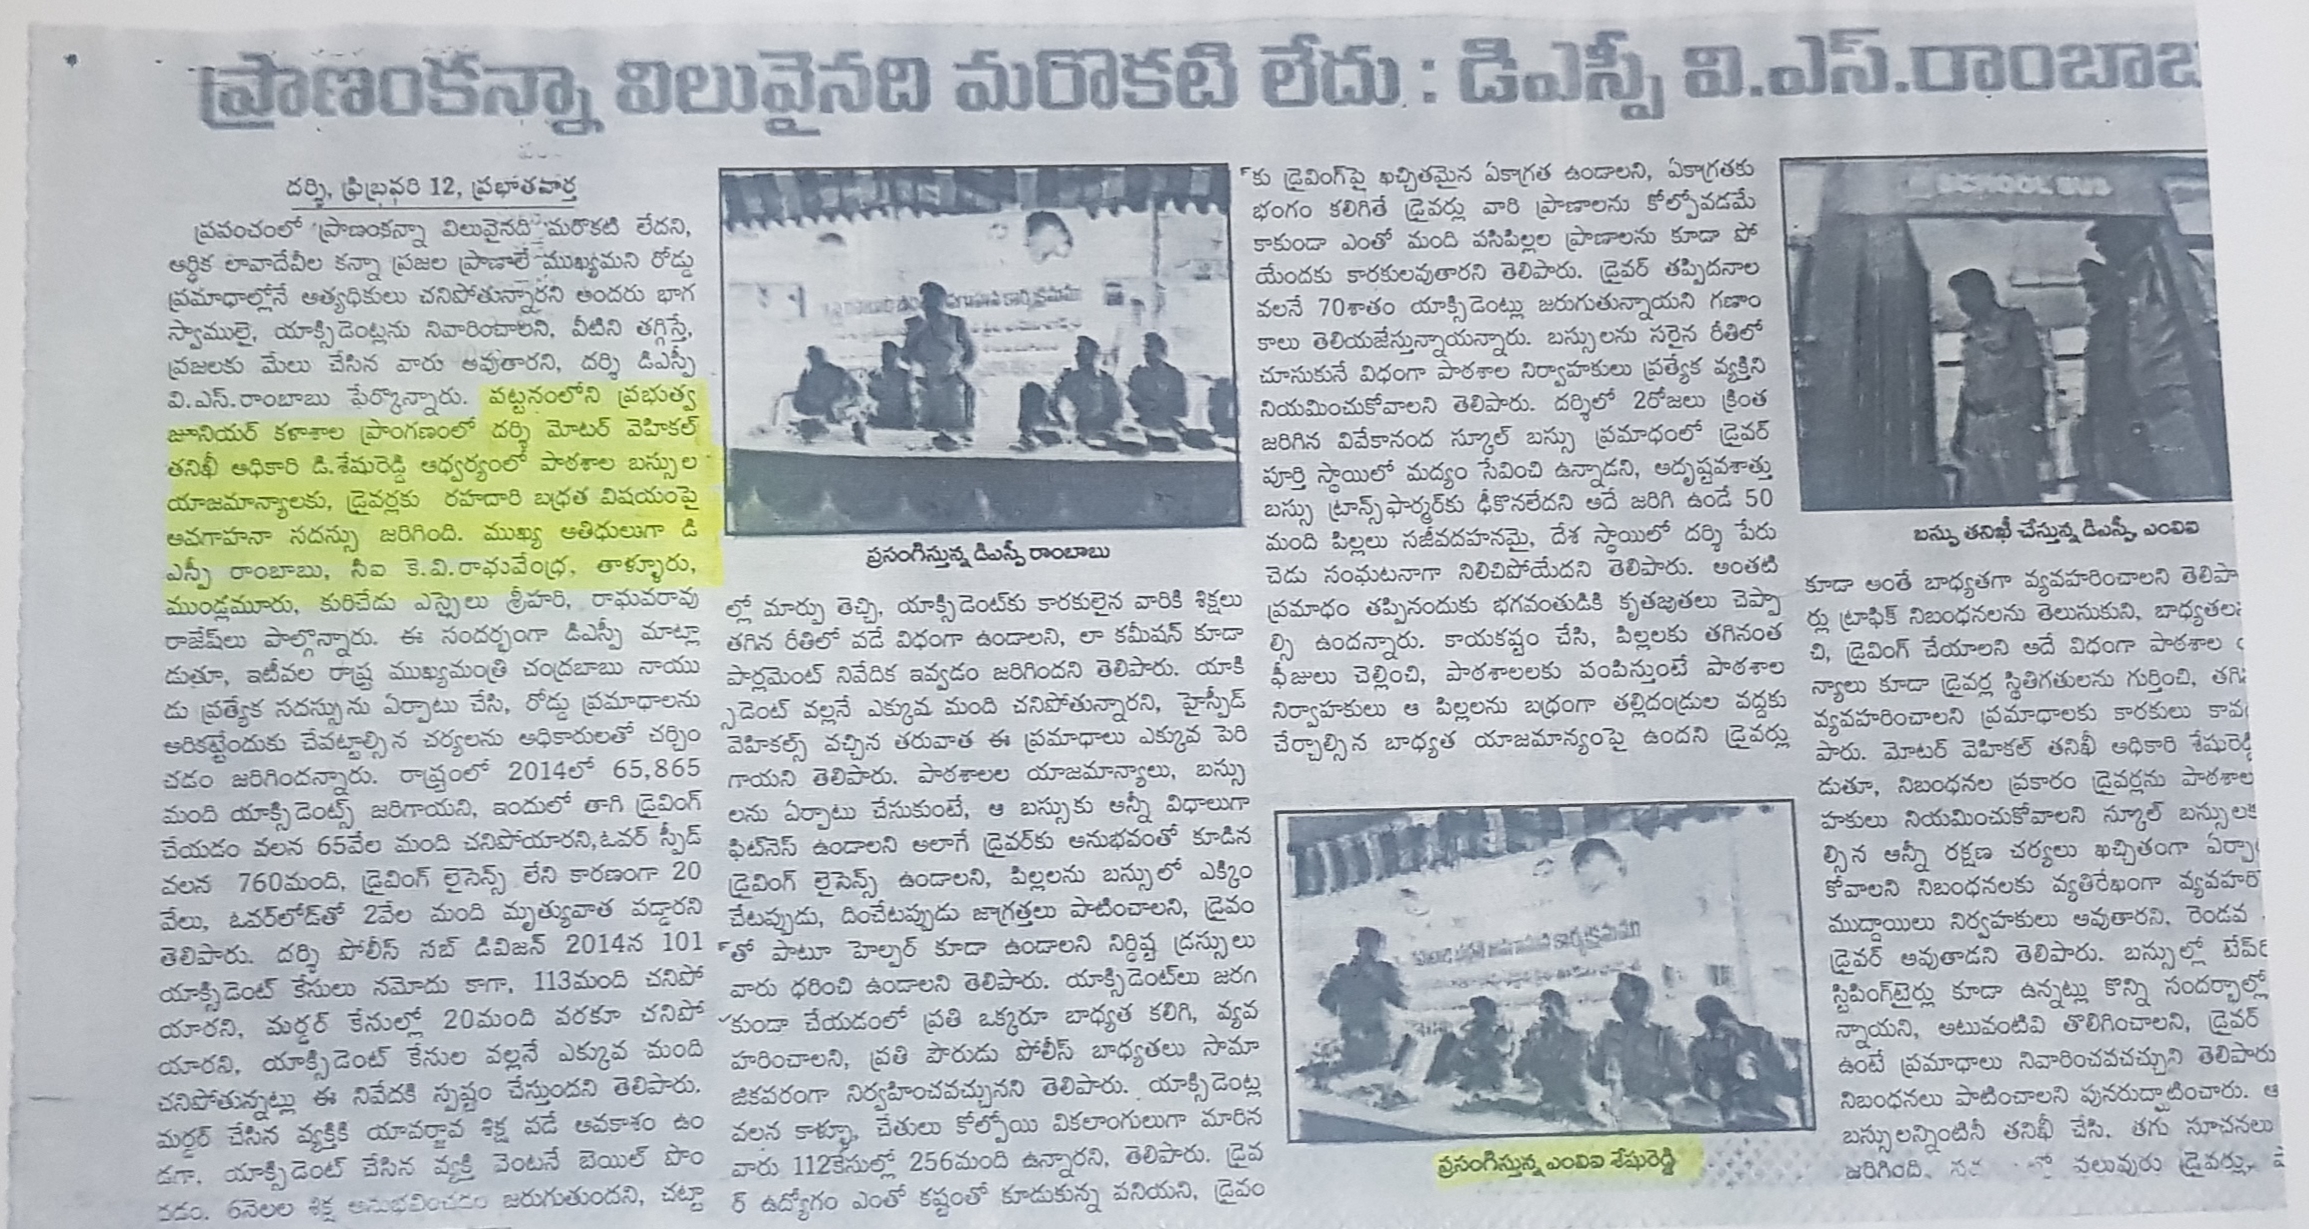 ప్రాణంకన్నా విలువైనది మరొకటి లేదు : డిఎస్పీ వి.ఎస్.రాంబాబు
దర్శి, ఫిబ్రవరి 12, ప్రభాతవార్త
ప్రపంచంలో ప్రాణంకన్నా విలువైనది మరొకటి లేదని,
ఆర్థిక లావాదేవీల కన్నా ప్రజల ప్రాణాలే ముఖ్యమని రోడ్డు
ప్రమాదాల్లోనే అత్యధికులు చనిపోతున్నారని అందరు భాగ
స్వాములై, యాక్సిడెంట్లను నివారించాలని, వీటిని తగ్గిస్తే,
ప్రజలకు మేలు చేసిన వారు అవుతారని, దర్శి డిఎస్పీ
వి.ఎస్.రాంబాబు పేర్కొన్నారు. పట్టనంలోని ప్రభుత్వ
జూనియర్ కళాశాల ప్రాంగణంలో దర్శి మోటర్ వెహికల్
తనిఖీ అధికారి డి.శేషురెడ్డి ఆధ్వర్యంలో పాఠశాల బస్సుల
యాజమాన్యాలకు, డ్రైవర్లకు రహదారి బధ్రత విషయంపై
అవగాహనా సదస్సు జరిగింది. ముఖ్య అతిధులుగా డి
ఎస్పీ రాంబాబు, సిఐ కె.వి.రాఘవేంధ్ర, తాళ్ళూరు,
ముండ్లమూరు, కురిచేడు ఎస్సైలు శ్రీహరి, రాఘవరావు
రాజేష్‌లు పాల్గొన్నారు. ఈ సందర్భంగా డిఎస్పీ మాట్లా
డుతూ, ఇటీవల రాష్ట్ర ముఖ్యమంత్రి చంద్రబాబు నాయు
డు ప్రత్యేక సదస్సును ఏర్పాటు చేసి, రోడ్డు ప్రమాదాలను
అరికట్టేందుకు చేపట్టాల్సిన చర్యలను అధికారులతో చర్చిం
చడం జరిగిందన్నారు. రాష్ట్రంలో 2014లో 65,865
మంది యాక్సిడెంట్స్ జరిగాయని, ఇందులో తాగి డ్రైవింగ్
చేయడం వలన 65వేల మంది చనిపోయారని,ఓవర్ స్పీడ్
వలన 760మంది, డ్రైవింగ్ లైసెన్స్ లేని కారణంగా 20
వేలు, ఓవర్‌లోడ్‌తో 2వేల మంది మృత్యువాత పడ్డారని
తెలిపారు. దర్శి పోలీస్ సబ్ డివిజన్ 2014న 101
యాక్సిడెంట్ కేసులు నమోదు కాగా, 113మంది చనిపో
యారని, మర్డర్ కేసుల్లో 20మంది వరకూ చనిపో
యారని, యాక్సిడెంట్ కేసుల వల్లనే ఎక్కువ మంది
చనిపోతున్నట్లు ఈ నివేదకి స్పష్టం చేస్తుందని తెలిపారు.
మర్డర్ చేసిన వ్యక్తికి యావర్జీవ శిక్ష పడే అవకాశం ఉం
డగా, యాక్సిడెంట్ చేసిన వ్యక్తి వెంటనే బెయిల్ పొం
దడం, 6నెలల శిక్ష అనుభవించడం జరుగుతుందని, చట్టా
ప్రసంగిస్తున్న డిఎస్పీ రాంబాబు
ల్లో మార్పు తెచ్చి, యాక్సిడెంట్‌కు కారకులైన వారికి శిక్షలు
తగిన రీతిలో పడే విధంగా ఉండాలని, లా కమీషన్ కూడా
పార్లమెంట్ నివేదిక ఇవ్వడం జరిగిందని తెలిపారు. యాకి
్సడెంట్ వల్లనే ఎక్కువ మంది చనిపోతున్నారని, హైస్పీడ్
వెహికల్స్ వచ్చిన తరువాత ఈ ప్రమాదాలు ఎక్కువ పెరి
గాయని తెలిపారు. పాఠశాలల యాజమాన్యాలు, బస్సు
లను ఏర్పాటు చేసుకుంటే, ఆ బస్సుకు అన్నీ విధాలుగా
ఫిట్‌నెస్ ఉండాలని అలాగే డ్రైవర్‌కు అనుభవంతో కూడిన
డ్రైవింగ్ లైసెన్స్ ఉండాలని, పిల్లలను బస్సులో ఎక్కిం
చేటప్పుడు, దించేటప్పుడు జాగ్రత్తలు పాటించాలని, డ్రైవం
ర్‌తో పాటూ హెల్పర్ కూడా ఉండాలని నిర్ధిష్ట డ్రస్సులు
వారు ధరించి ఉండాలని తెలిపారు. యాక్సిడెంట్‌లు జరగ
కుండా చేయడంలో ప్రతి ఒక్కరూ బాధ్యత కలిగి, వ్యవ
హరించాలని, ప్రతి పౌరుడు పోలీస్ బాధ్యతలు సామా
జికపరంగా నిర్వహించవచ్చునని తెలిపారు. యాక్సిడెంట్ల
వలన కాళ్ళూ, చేతులు కోల్పోయి వికలాంగులుగా మారిన
వారు 112కేసుల్లో 256మంది ఉన్నారని, తెలిపారు. డ్రైవ
ర్ ఉద్యోగం ఎంతో కష్టంతో కూడుకున్న పనియని, డ్రైవం
ర్‌కు డ్రైవింగ్‌పై ఖచ్చితమైన ఏకాగ్రత ఉండాలని, ఏకాగ్రతకు
భంగం కలిగితే డ్రైవర్లు వారి ప్రాణాలను కోల్పోవడమే
కాకుండా ఎంతో మంది పసిపిల్లల ప్రాణాలను కూడా పో
యేందకు కారకులవుతారని తెలిపారు. డ్రైవర్ తప్పిదనాల
వలనే 70శాతం యాక్సిడెంట్లు జరుగుతున్నాయని గణాం
కాలు తెలియజేస్తున్నాయన్నారు. బస్సులను సరైన రీతిలో
చూసుకునే విధంగా పాఠశాల నిర్వాహకులు ప్రత్యేక వ్యక్తిని
నియమించుకోవాలని తెలిపారు. దర్శిలో 2రోజులు క్రింత
జరిగిన వివేకానంద స్కూల్ బస్సు ప్రమాధంలో డ్రైవర్
పూర్తి స్థాయిలో మద్యం సేవించి ఉన్నాడని, అదృష్టవశాత్తు
బస్సు ట్రాన్స్‌ఫార్మర్‌కు ఢీకొనలేదని అదే జరిగి ఉండే 50
మంది పిల్లలు సజీవదహనమై, దేశ స్థాయిలో దర్శి పేరు
చెడు సంఘటనాగా నిలిచిపోయేదని తెలిపారు. అంతటి
ప్రమాధం తప్పినందుకు భగవంతుడికి కృతజ్ఞతలు చెప్పా
ల్సి ఉందన్నారు. కాయకష్టం చేసి, పిల్లలకు తగినంత
ఫీజులు చెల్లించి, పాఠశాలలకు పంపిస్తుంటే పాఠశాల
నిర్వాహకులు ఆ పిల్లలను బధ్రంగా తల్లిదండ్రుల వద్దకు
చేర్చాల్సిన బాధ్యత యాజమాన్యంపై ఉందని డ్రైవర్లు
ప్రసంగిస్తున్న ఎంవిఐ శేషురెడ్డి
SCHOOL BUS
బస్సు తనిఖీ చేస్తున్న డిఎస్పీ, ఎంవిఐ
కూడా అంతే బాధ్యతగా వ్యవహరించాలని తెలిపా
ర్లు ట్రాఫిక్ నిబంధనలను తెలుసుకుని, బాధ్యతల
చి, డ్రైవింగ్ చేయాలని అదే విధంగా పాఠశాల
న్యాలు కూడా డ్రైవర్ల స్థితిగతులను గుర్తించి, తగి
వ్యవహరించాలని ప్రమాధాలకు కారకులు కావ
పారు. మోటర్ వెహికల్ తనిఖీ అధికారి శేషురెడ్డి
డుతూ, నిబంధనల ప్రకారం డ్రైవర్లను పాఠశాల
హకులు నియమించుకోవాలని స్కూల్ బస్సులక
ల్సిన అన్నీ రక్షణ చర్యలు ఖచ్చితంగా ఏర్పా
కోవాలని నిబంధనలకు వ్యతిరేఖంగా వ్యవహరి
ముద్దాయిలు నిర్వహకులు అవుతారని, రెండవ
డ్రైవర్ అవుతాడని తెలిపారు. బస్సుల్లో టేప్‌రి
స్టిపింగ్‌టైర్లు కూడా ఉన్నట్లు కొన్ని సందర్భాల్లో
న్నాయని, అటువంటివి తొలిగించాలని, డ్రైవర్
ఉంటే ప్రమాధాలు నివారించవచచ్చుని తెలిపారు
నిబంధనలు పాటించాలని పునరుద్ఘాటించారు. ఆ
బస్సులన్నింటినీ తనిఖీ చేసి, తగు సూచనలు
జరిగింది. పలువురు డ్రైవర్లు,